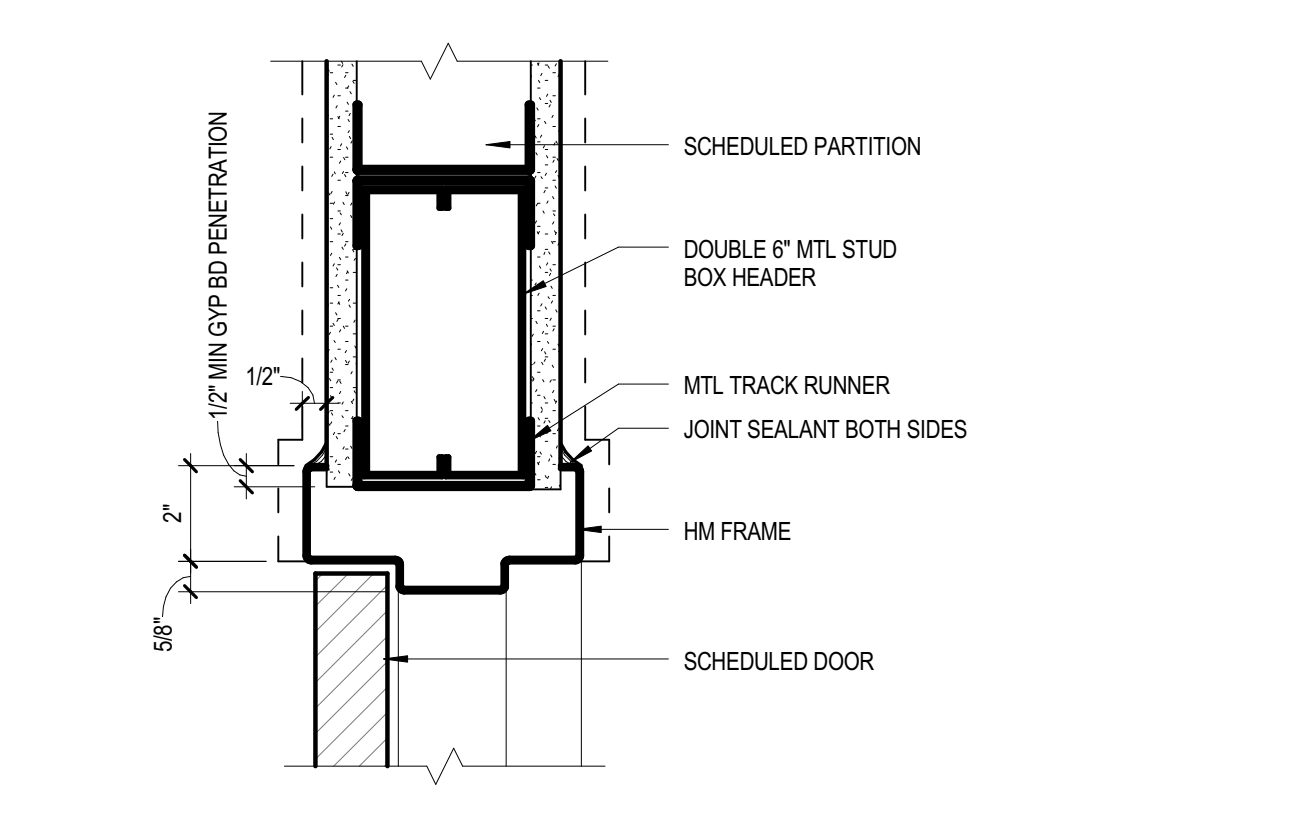 1/2" MIN GYP BD PENETRATION
1/2"
2"
5/8"
SCHEDULED PARTITION
DOUBLE 6" MTL STUD
BOX HEADER
MTL TRACK RUNNER
JOINT SEALANT BOTH SIDES
HM FRAME
SCHEDULED DOOR